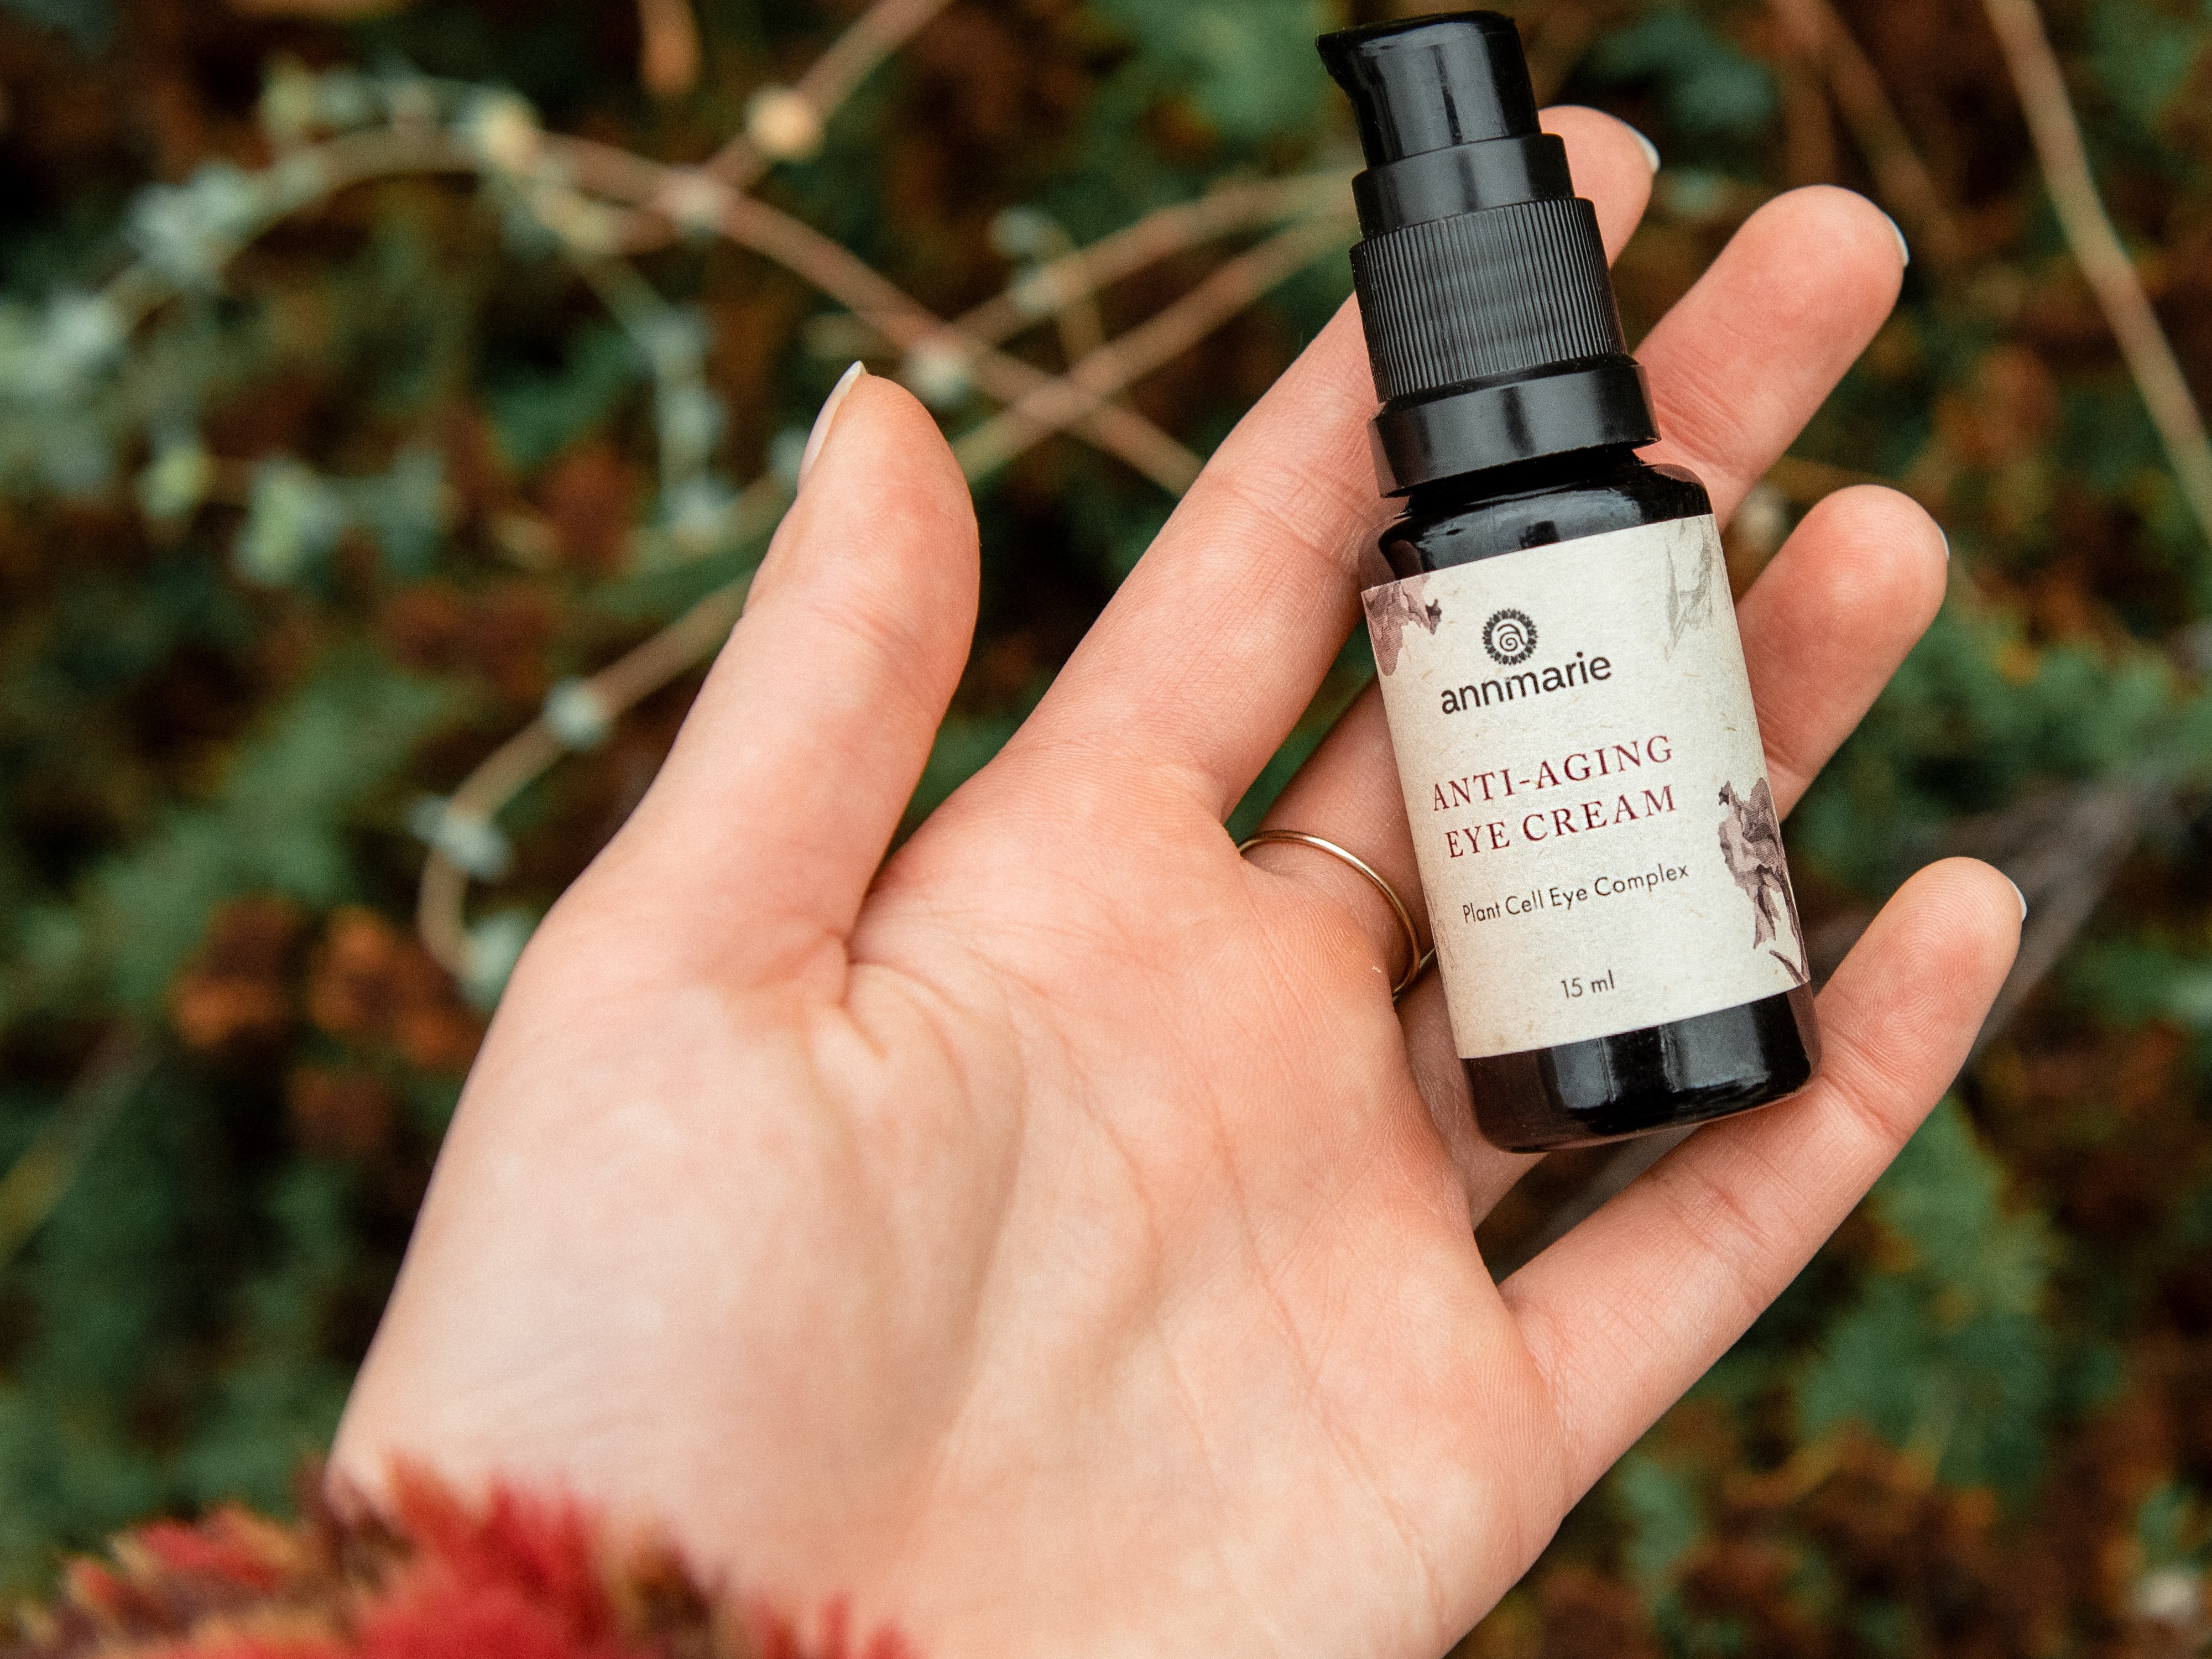 annmarie
ANTI-AGING
EYE CREAM
Plant Cell Eye Complex
15 ml